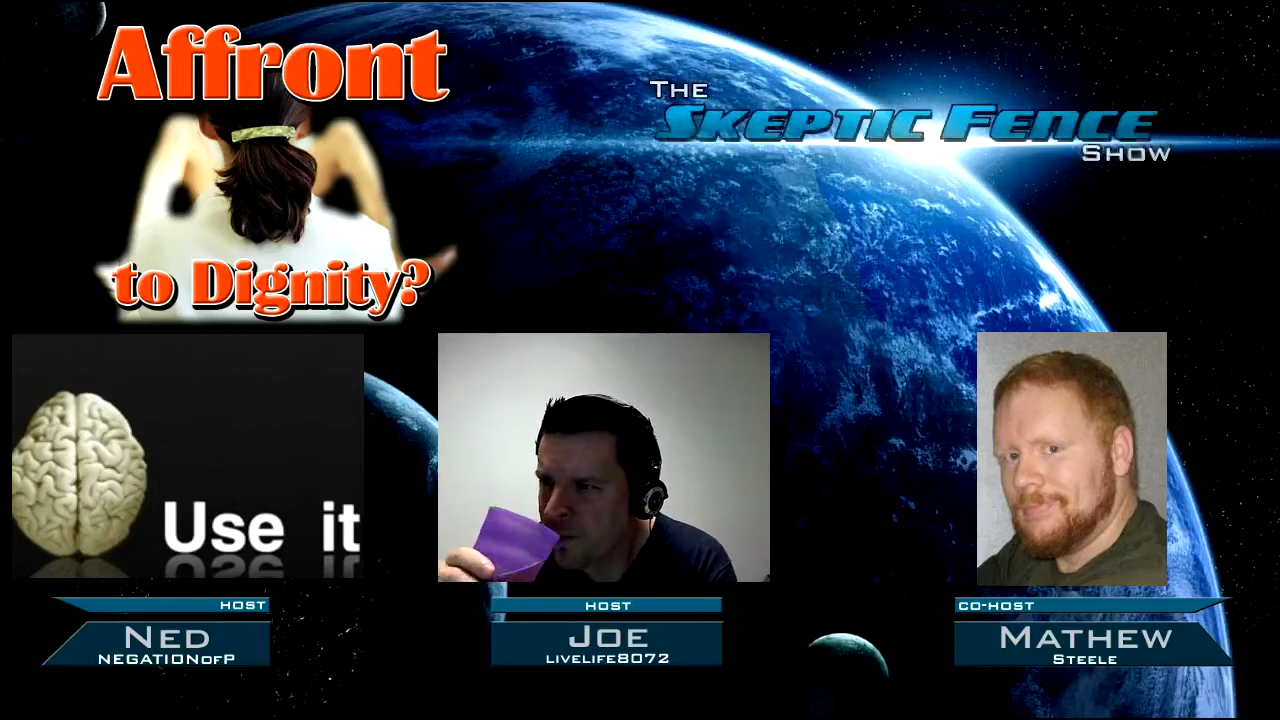 Affront
to Dignity?
The
Skeptic Fence
Show
Use it
HOST
Ned
NEGATIONofP
HOST
Joe
LIVELIFE8072
CO-HOST
Mathew
Steele